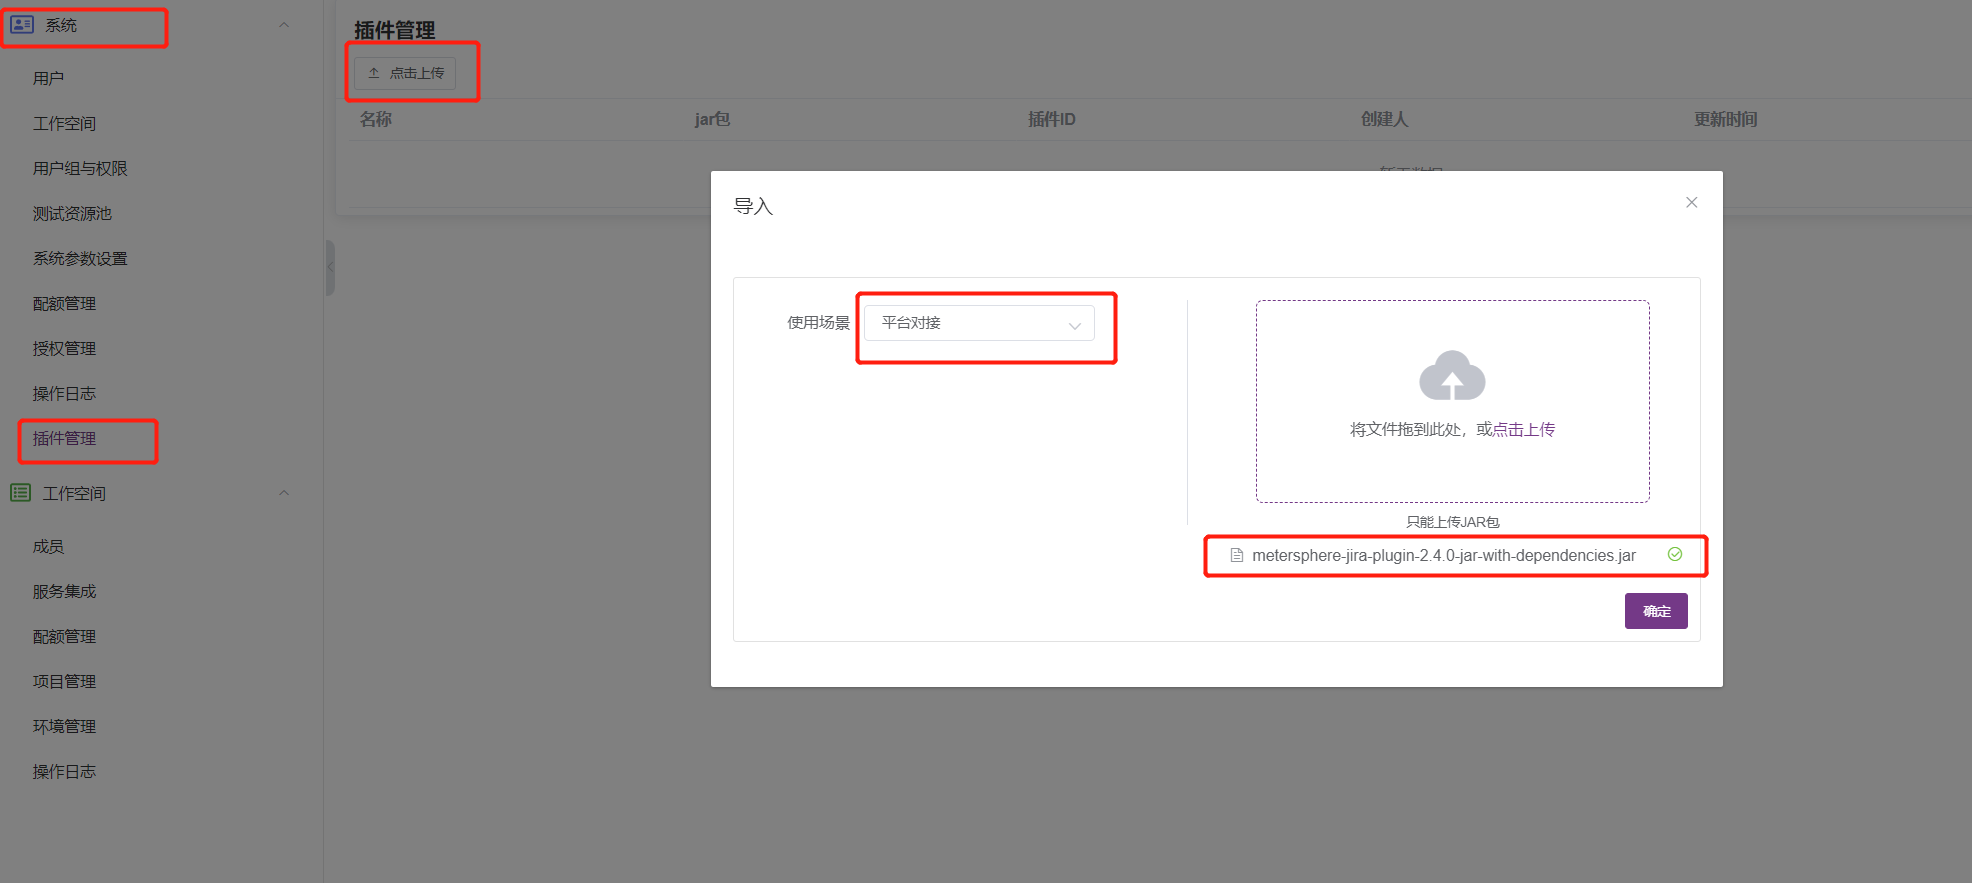 系统
用户
工作空间
用户组与权限
测试资源池
系统参数设置
配额管理
授权管理
操作日志
插件管理
工作空间
成员
服务集成
配额管理
项目管理
环境管理
操作日志
插件管理
点击上传
名称 jar包 插件ID 创建人 更新时间
导入
使用场景 平台对接
将文件拖到此处，或点击上传
只能上传JAR包
metersphere-jira-plugin-2.4.0-jar-with-dependencies.jar
确定